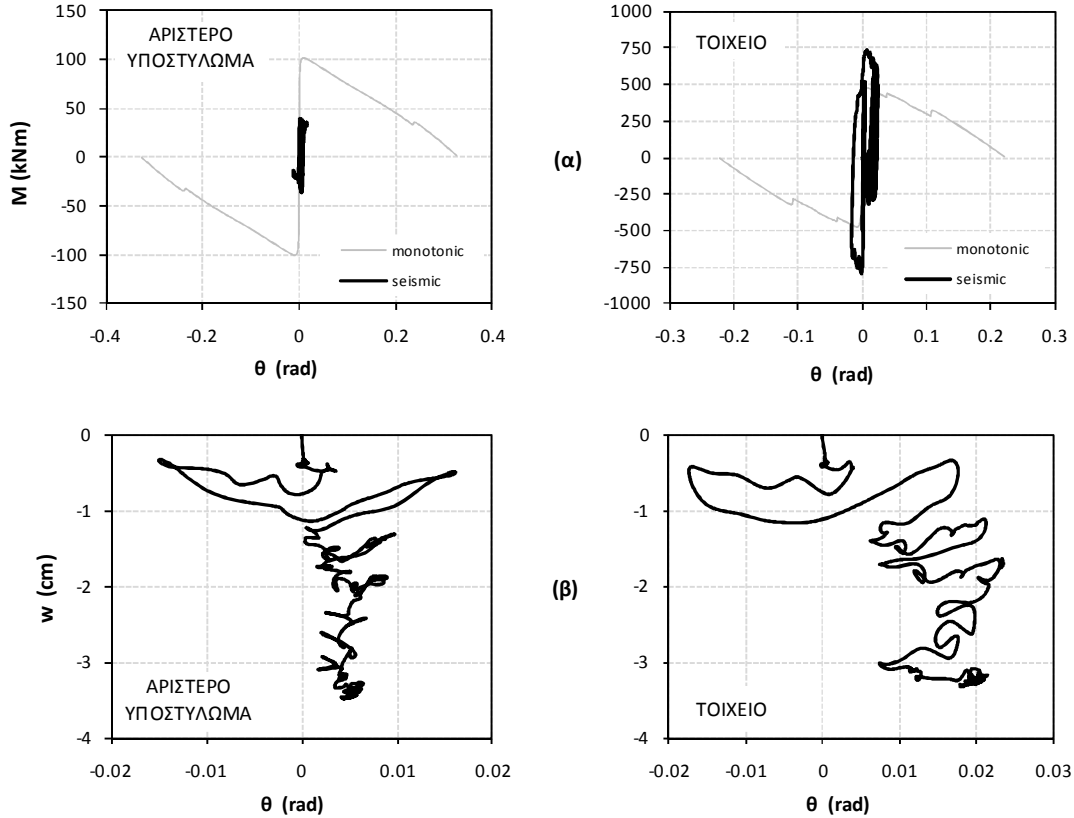 ΑΡΙΣΤΕΡΟ
ΥΠΟΣΤΥΛΩΜΑ
M (kNm)
150
100
50
0
-50
-100
-150
monotonic
seismic
-0.4 -0.2 0 0.2 0.4
θ (rad)
(α)
ΤΟΙΧΕΙΟ
1000
750
500
250
0
-250
-500
-750
-1000
monotonic
seismic
-0.3 -0.2 -0.1 0 0.1 0.2 0.3
θ (rad)
w (cm)
0
-1
-2
-3
-4
ΑΡΙΣΤΕΡΟ
ΥΠΟΣΤΥΛΩΜΑ
-0.02 -0.01 0 0.01 0.02
θ (rad)
(β)
0
-1
-2
-3
-4
ΤΟΙΧΕΙΟ
-0.02 -0.01 0 0.01 0.02 0.03
θ (rad)